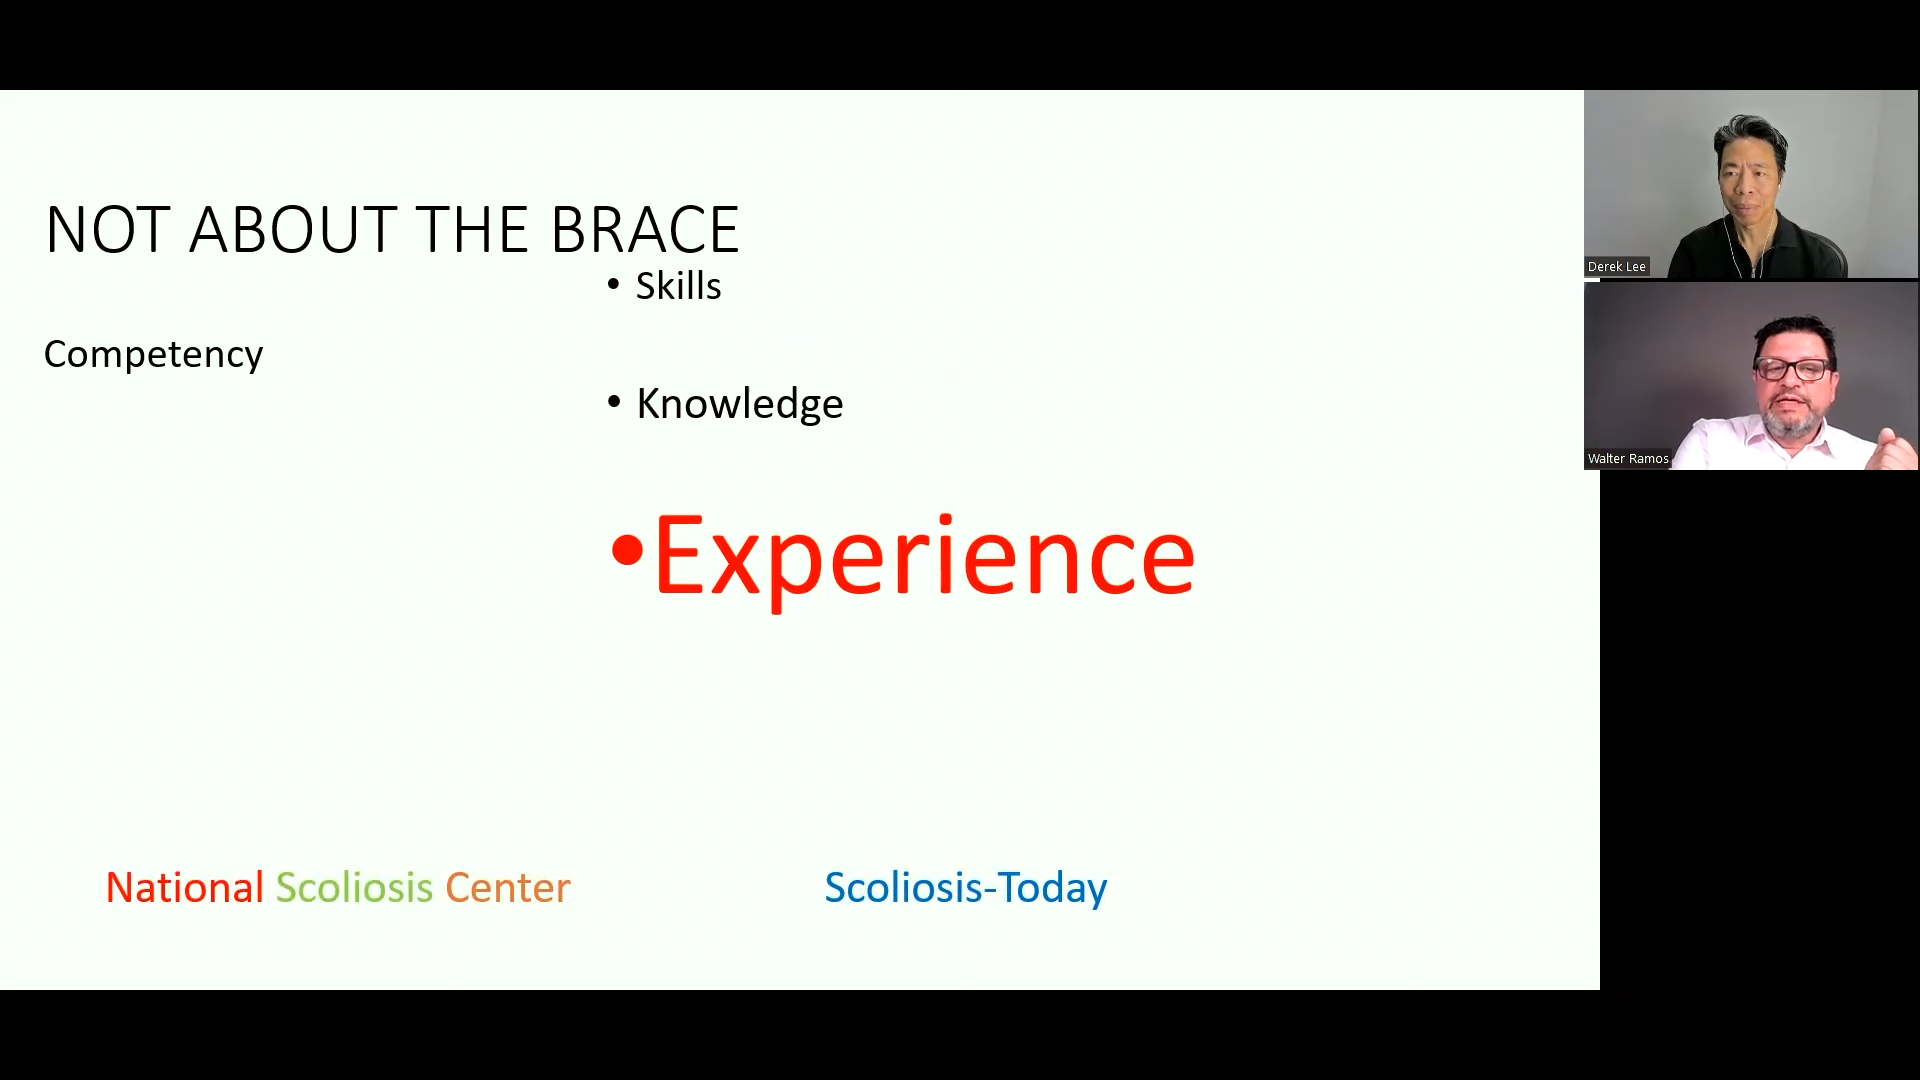 NOT ABOUT THE BRACE
• Skills
Competency
• Knowledge
• Experience
National Scoliosis Center
Scoliosis-Today
Derek Lee
Walter Ramos